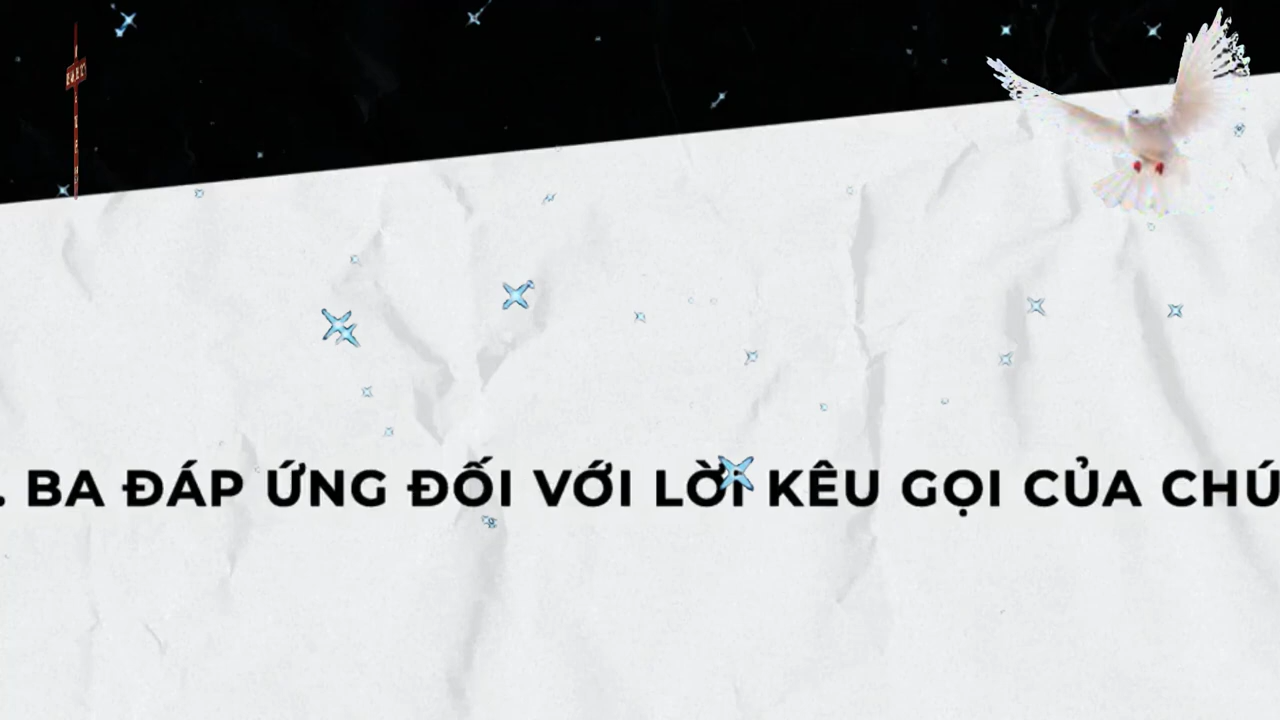 . BA ĐÁP ỨNG ĐỐI VỚI LỜI KÊU GỌI CỦA CHÚ